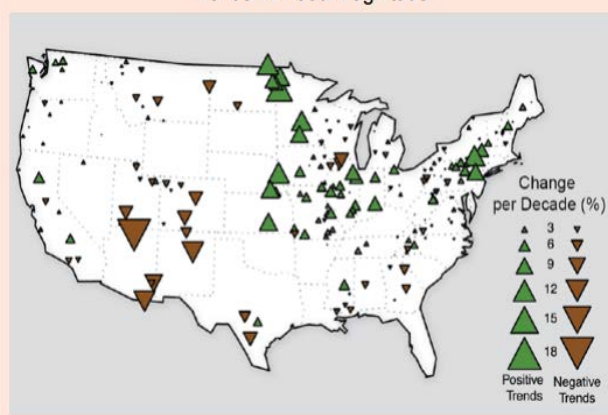 Change
per Decade (%)
3
6
9
12
15
18
Positive
Trends
Negative
Trends